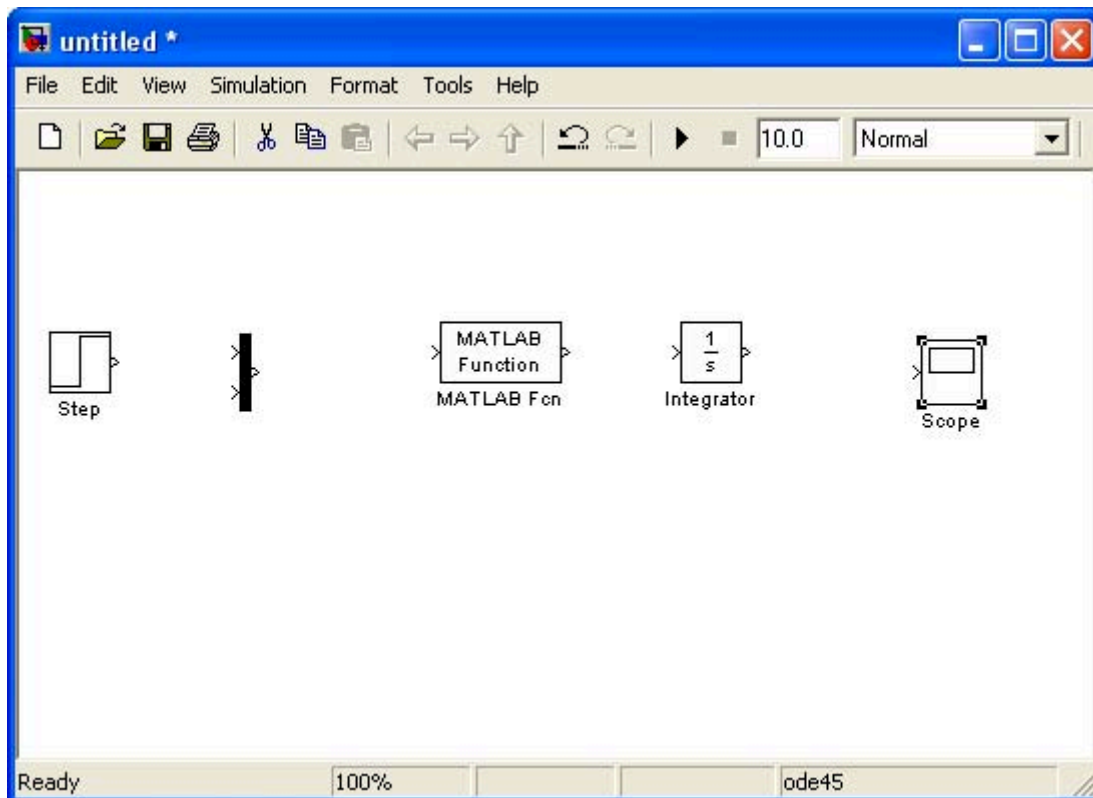 untitled *
File Edit View Simulation Format Tools Help
10.0 Normal
Step
MATLAB
Function
MATLAB Fcn
1
s
Integrator
Scope
Ready 100% ode45